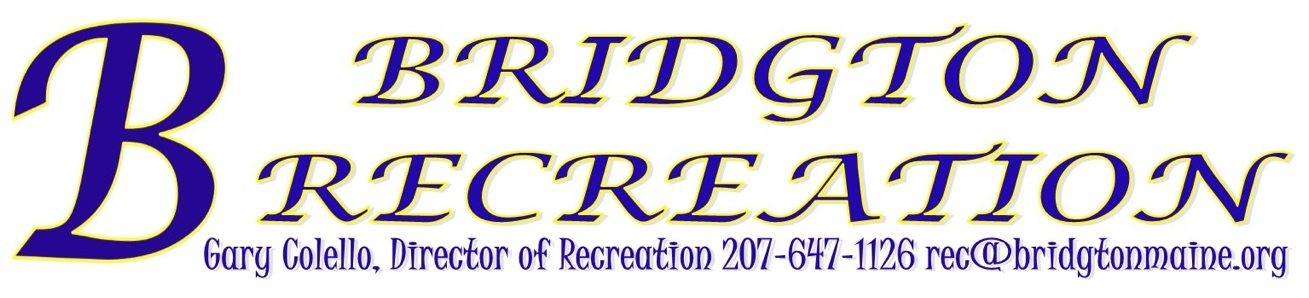 B
BRIDGTON
RECREATION
Gary Colello, Director of Recreation 207-647-1126 rec@bridgtonmaine.org